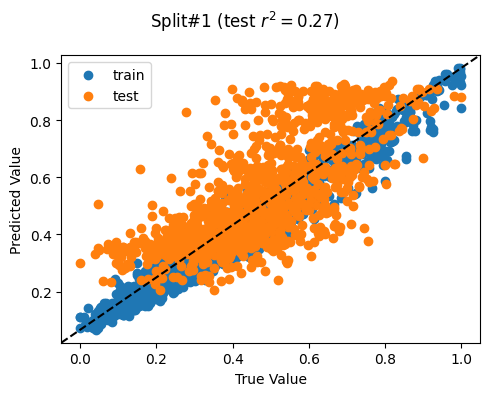 Split#1 (test r² = 0.27)
train
test
1.0
0.8
0.6
0.4
0.2
Predicted Value
0.0 0.2 0.4 0.6 0.8 1.0
True Value